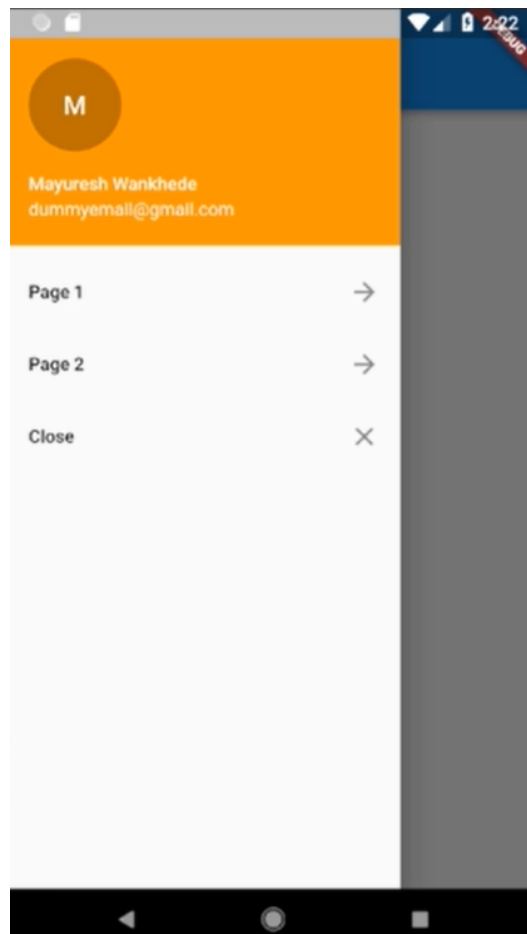 2:22
DEBUG
M
Mayuresh Wankhede
dummyemail@gmail.com
Page 1
Page 2
Close